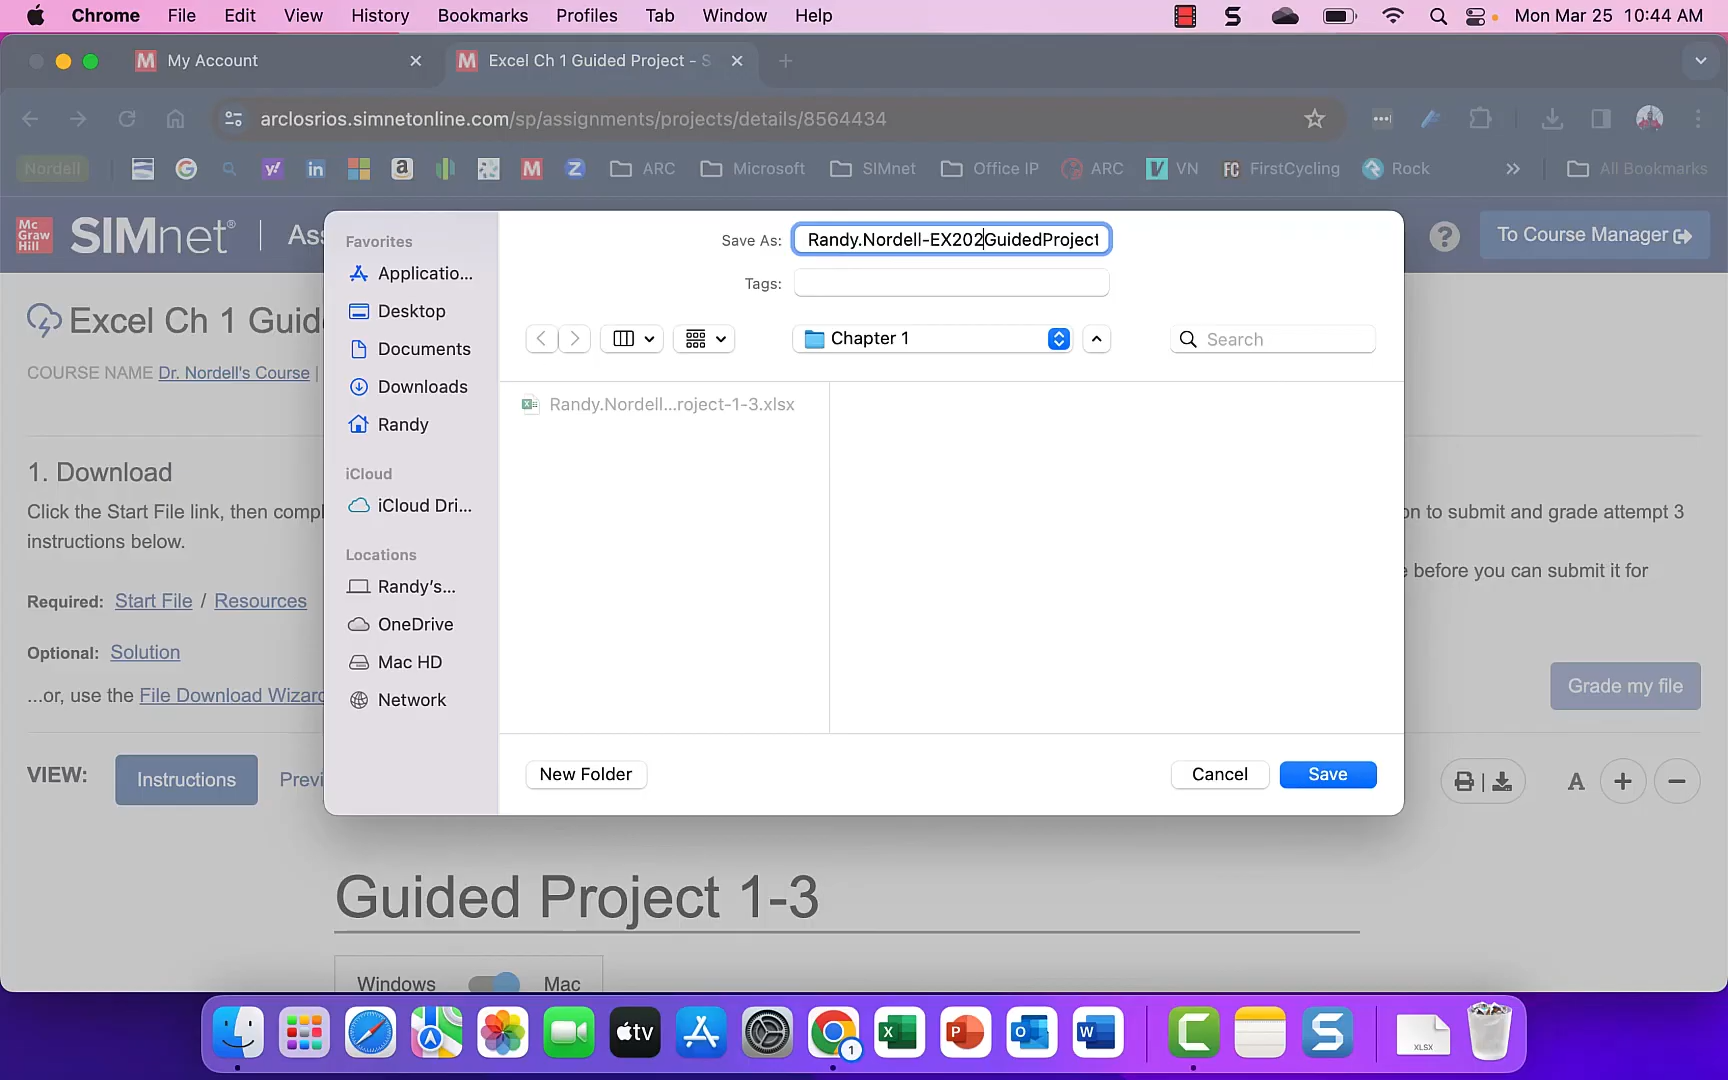 Chrome File Edit View History Bookmarks Profiles Tab Window Help Mon Mar 25 10:44 AM
My Account Excel Ch 1 Guided Project - S
arclosrios.simnetonline.com/sp/assignments/projects/details/8564434
Nordell ARC Microsoft SIMnet Office IP ARC VN FirstCycling Rock All Bookmarks
Mc Graw Hill SIMnet® Ass To Course Manager
Save As: Randy.Nordell-EX202GuidedProject
Tags:
Chapter 1 Search
Favorites
Applicatio...
Desktop
Documents
Downloads
Randy
iCloud
iCloud Dri...
Locations
Randy's...
OneDrive
Mac HD
Network
Randy.Nordell...roject-1-3.xlsx
New Folder Cancel Save
Excel Ch 1 Guid
COURSE NAME Dr. Nordell's Course |
1. Download
Click the Start File link, then compl
instructions below.
on to submit and grade attempt 3
before you can submit it for
Required: Start File / Resources
Optional: Solution
...or, use the File Download Wizard
Grade my file
VIEW: Instructions Previ A
Guided Project 1-3
Windows Mac
tv 1 XLSX